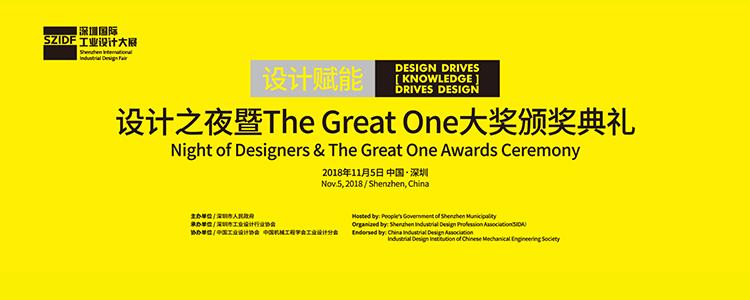 SZIDF
深圳国际
工业设计大展
Shenzhen International
Industrial Design Fair
设计赋能
DESIGN DRIVES
[ KNOWLEDGE ]
DRIVES DESIGN
设计之夜暨The Great One大奖颁奖典礼
Night of Designers & The Great One Awards Ceremony
2018年11月5日 中国·深圳
Nov.5, 2018 / Shenzhen, China
主办单位 / 深圳市人民政府
承办单位 / 深圳市工业设计行业协会
协办单位 / 中国工业设计协会 中国机械工程学会工业设计分会
Hosted by: People's Government of Shenzhen Municipality
Organized by: Shenzhen Industrial Design Profession Association(SIDA)
Endorsed by: China Industrial Design Association
Industrial Design Institution of Chinese Mechanical Engineering Society